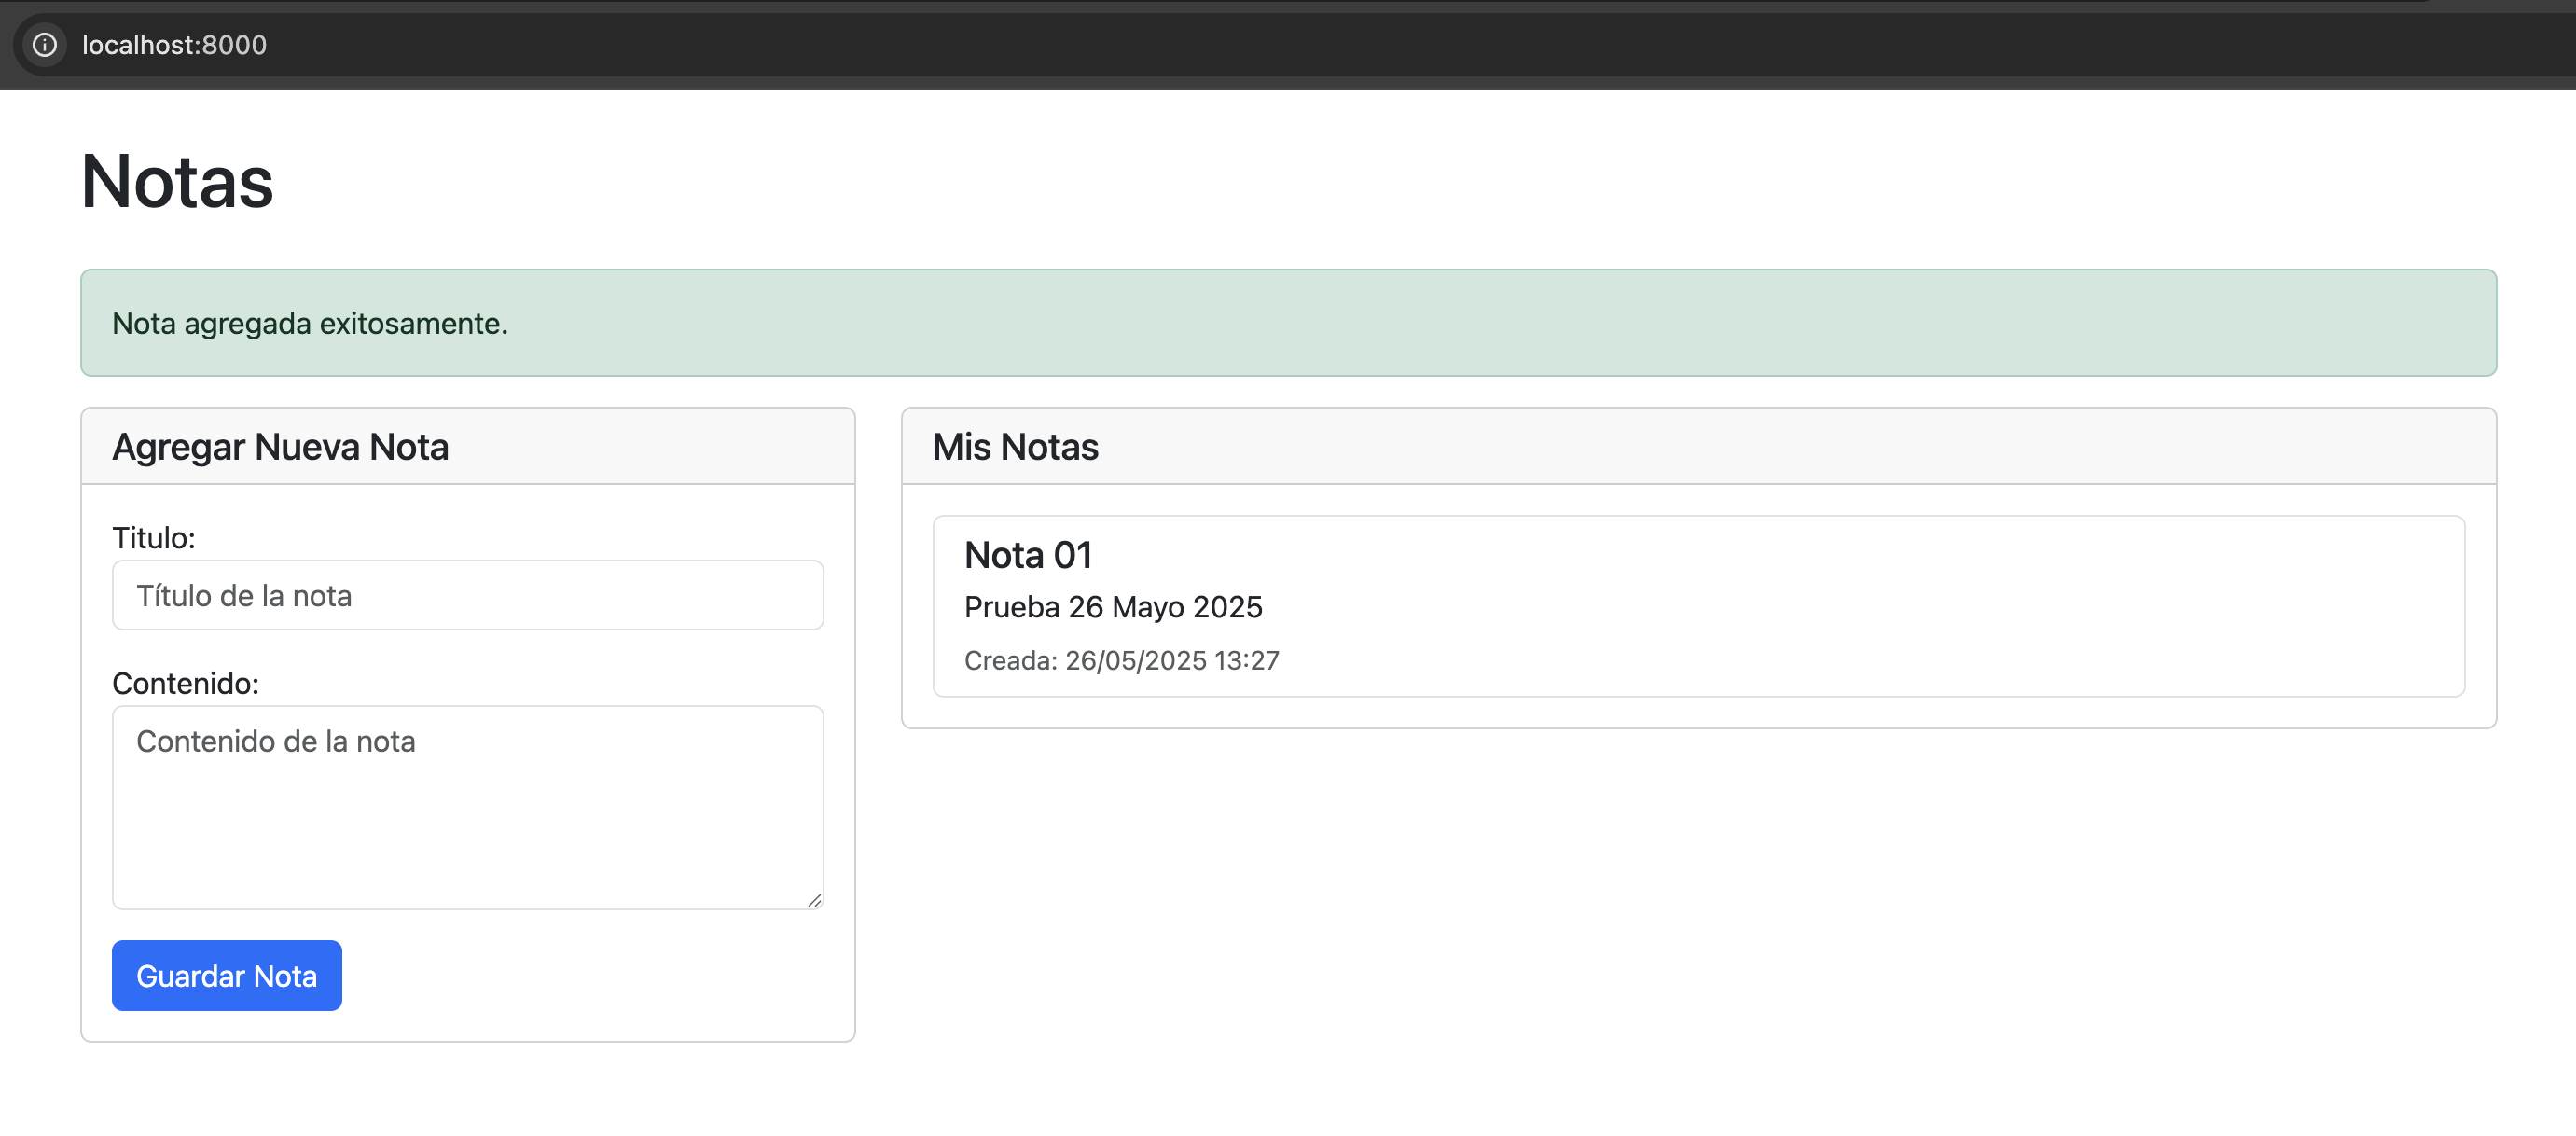 localhost:8000
Notas
Nota agregada exitosamente.
Agregar Nueva Nota
Titulo:
Título de la nota
Contenido:
Contenido de la nota
Guardar Nota
Mis Notas
Nota 01
Prueba 26 Mayo 2025
Creada: 26/05/2025 13:27